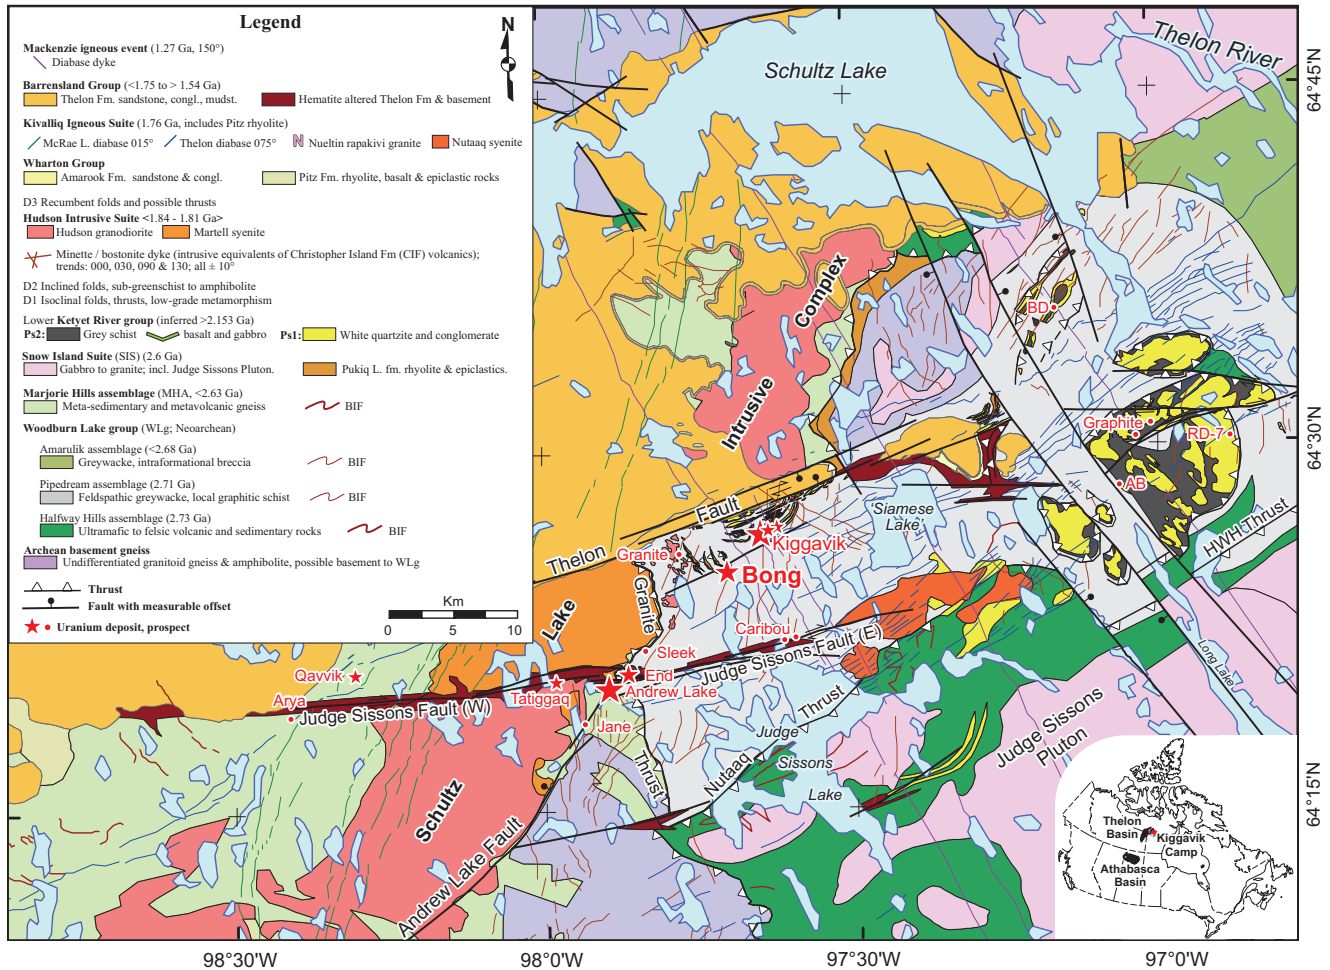 Legend
Mackenzie igneous event (1.27 Ga, 150°)
Diabase dyke
Barrensland Group (<1.75 to > 1.54 Ga)
Thelon Fm. sandstone, congl., mudst.
Hematite altered Thelon Fm & basement
Kivalliq Igneous Suite (1.76 Ga, includes Pitz rhyolite)
McRae L. diabase 015°
Thelon diabase 075°
N Nueltin rapakivi granite
Nutaaq syenite
Wharton Group
Amarook Fm. sandstone & congl.
Pitz Fm. rhyolite, basalt & epiclastic rocks
D3 Recumbent folds and possible thrusts
Hudson Intrusive Suite <1.84 - 1.81 Ga>
Hudson granodiorite
Martell syenite
Minette / bostonite dyke (intrusive equivalents of Christopher Island Fm (CIF) volcanics);
trends: 000, 030, 090 & 130; all ± 10°
D2 Inclined folds, sub-greenschist to amphibolite
D1 Isoclinal folds, thrusts, low-grade metamorphism
Lower Ketyet River group (inferred >2.153 Ga)
Ps2: Grey schist
basalt and gabbro
Ps1: White quartzite and conglomerate
Snow Island Suite (SIS) (2.6 Ga)
Gabbro to granite; incl. Judge Sissons Pluton.
Pukiq L. fm. rhyolite & epiclastics.
Marjorie Hills assemblage (MHA, <2.63 Ga)
Meta-sedimentary and metavolcanic gneiss
BIF
Woodburn Lake group (WLg; Neoarchean)
Amarulik assemblage (<2.68 Ga)
Greywacke, intraformational breccia
BIF
Pipedream assemblage (2.71 Ga)
Feldspathic greywacke, local graphitic schist
BIF
Halfway Hills assemblage (2.73 Ga)
Ultramafic to felsic volcanic and sedimentary rocks
BIF
Archean basement gneiss
Undifferentiated granitoid gneiss & amphibolite, possible basement to WLg
Thrust
Fault with measurable offset
Uranium deposit, prospect
Km
0 5 10
N
Schultz Lake
Thelon River
64°45'N
64°30'N
64°15'N
Complex
Intrusive
Lake
Schultz
BD
Graphite
RD-7
AB
HWH Thrust
'Siamese
Lake'
Thelon
Fault
Kiggavik
Granite
Bong
Granite
Thrust
Caribou
Judge Sissons Fault (E)
Sleek
End
Andrew Lake
Tatiggaq
Jane
Qavvik
Arya
Judge Sissons Fault (W)
Andrew Lake Fault
Nutaaq
Thrust
Judge
Sissons
Lake
Judge Sissons
Pluton
Long Lake
Thelon
Basin
Kiggavik
Camp
Athabasca
Basin
98°30'W
98°0'W
97°30'W
97°0'W